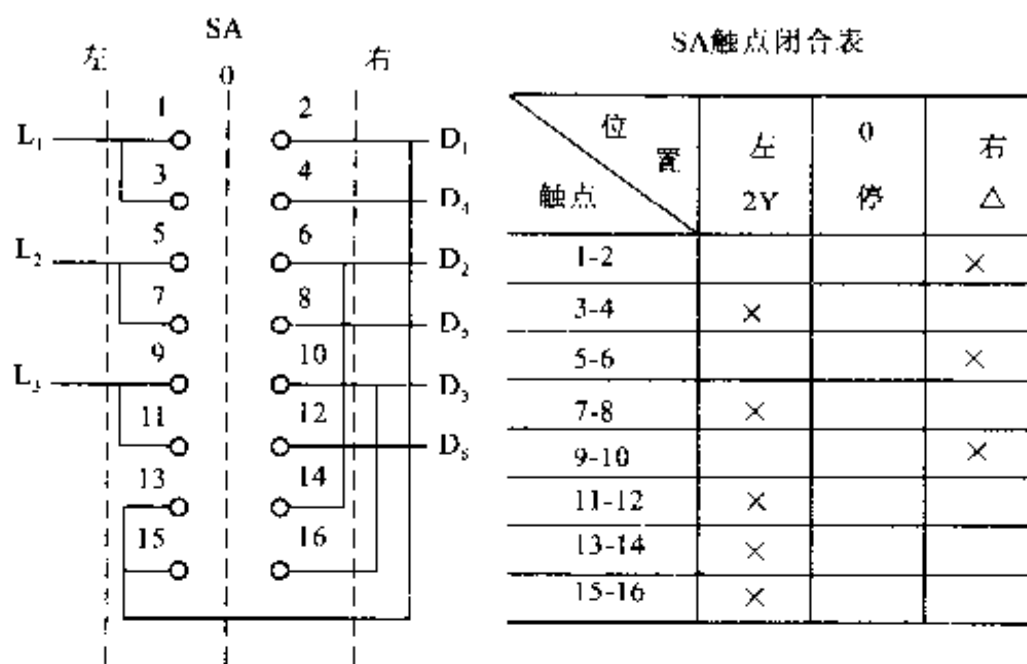 SA
左 0 右
1 2
L₁ D₁
3 4
D₄
5 6
L₂ D₂
7 8
D₅
9 10
L₃ D₃
11 12
D₆
13 14
15 16
SA触点闭合表
位置 触点 左 2Y 0 停 右 △
1-2 ×
3-4 ×
5-6 ×
7-8 ×
9-10 ×
11-12 ×
13-14 ×
15-16 ×